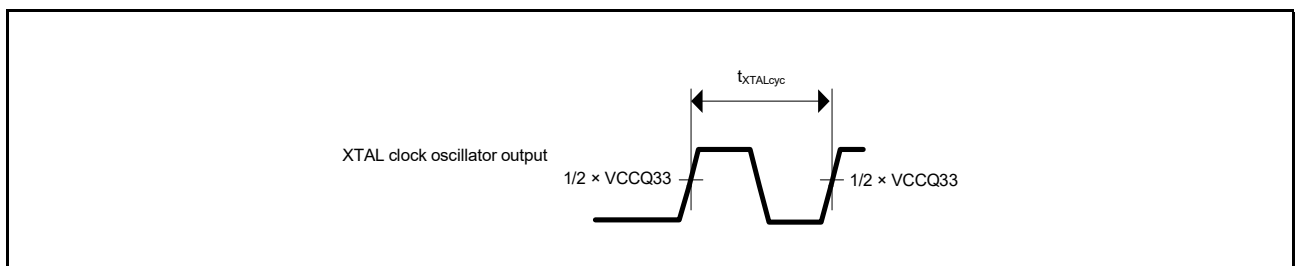 tXTALcyc
XTAL clock oscillator output
1/2 × VCCQ33
1/2 × VCCQ33